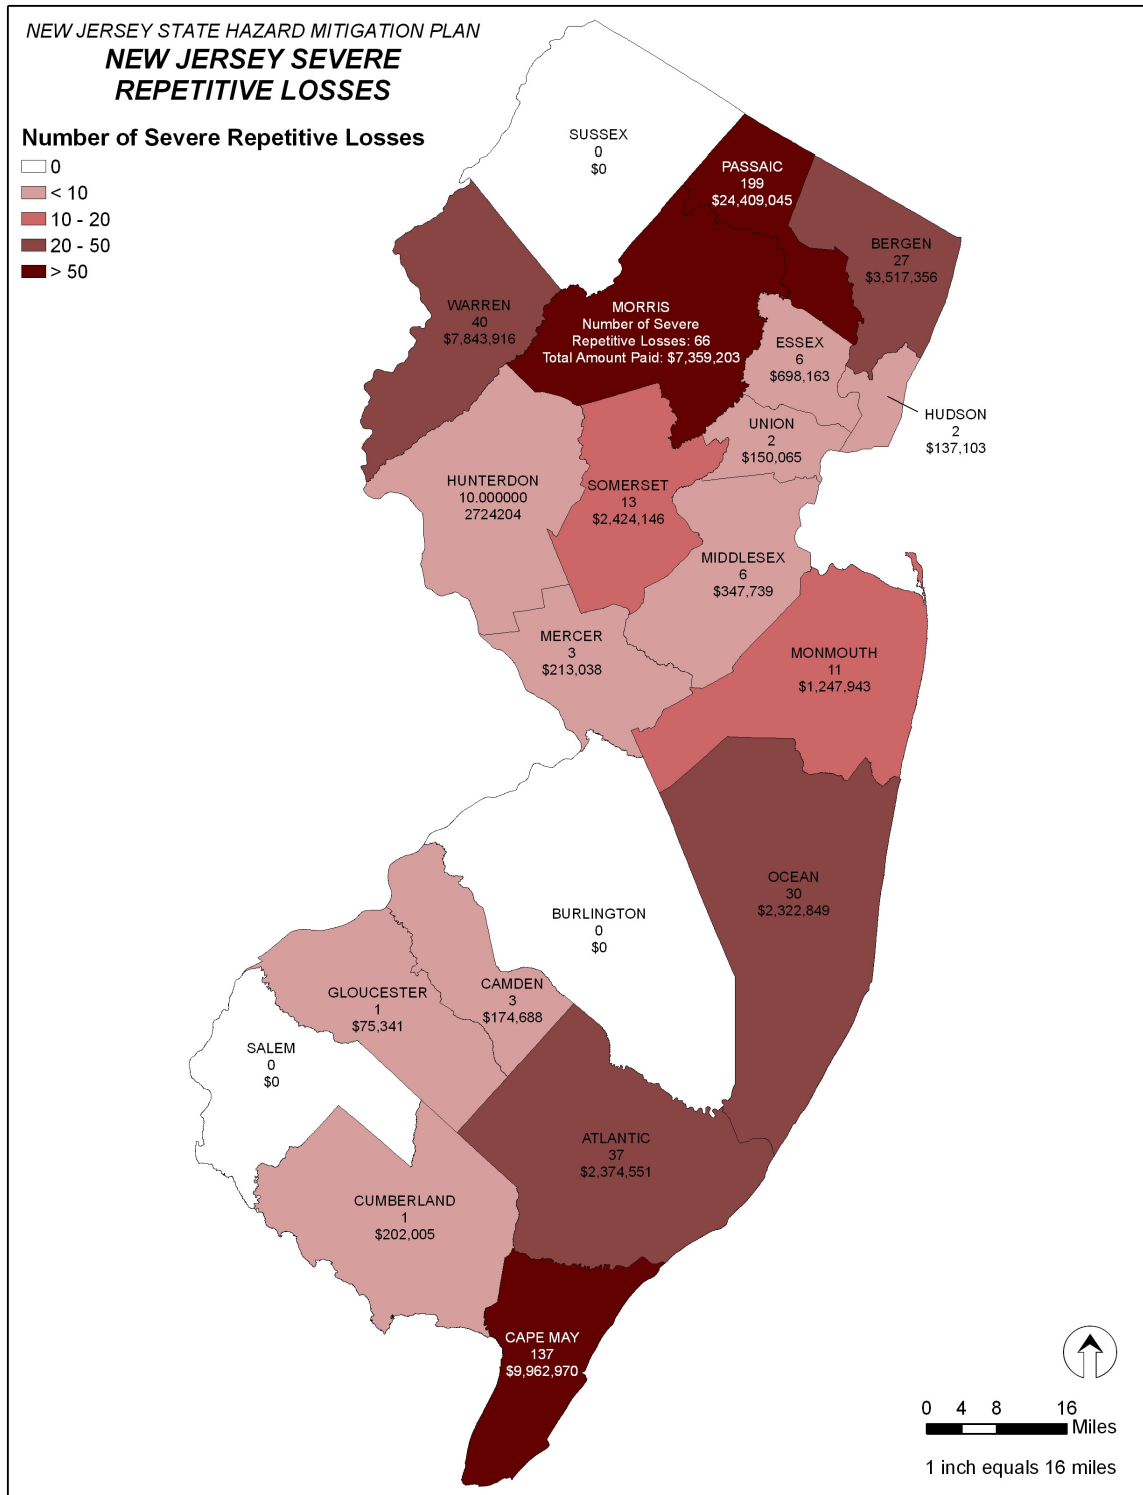 NEW JERSEY STATE HAZARD MITIGATION PLAN
NEW JERSEY SEVERE
REPETITIVE LOSSES
Number of Severe Repetitive Losses
0
< 10
10 - 20
20 - 50
> 50
SUSSEX
0
$0
PASSAIC
199
$24,409,045
BERGEN
27
$3,517,356
WARREN
40
$7,843,916
MORRIS
Number of Severe
Repetitive Losses: 66
Total Amount Paid: $7,359,203
ESSEX
6
$698,163
HUDSON
2
$137,103
UNION
2
$150,065
HUNTERDON
10.000000
2724204
SOMERSET
13
$2,424,146
MIDDLESEX
6
$347,739
MERCER
3
$213,038
MONMOUTH
11
$1,247,943
OCEAN
30
$2,322,849
BURLINGTON
0
$0
CAMDEN
3
$174,688
GLOUCESTER
1
$75,341
SALEM
0
$0
ATLANTIC
37
$2,374,551
CUMBERLAND
1
$202,005
CAPE MAY
137
$9,962,970
0 4 8 16
Miles
1 inch equals 16 miles